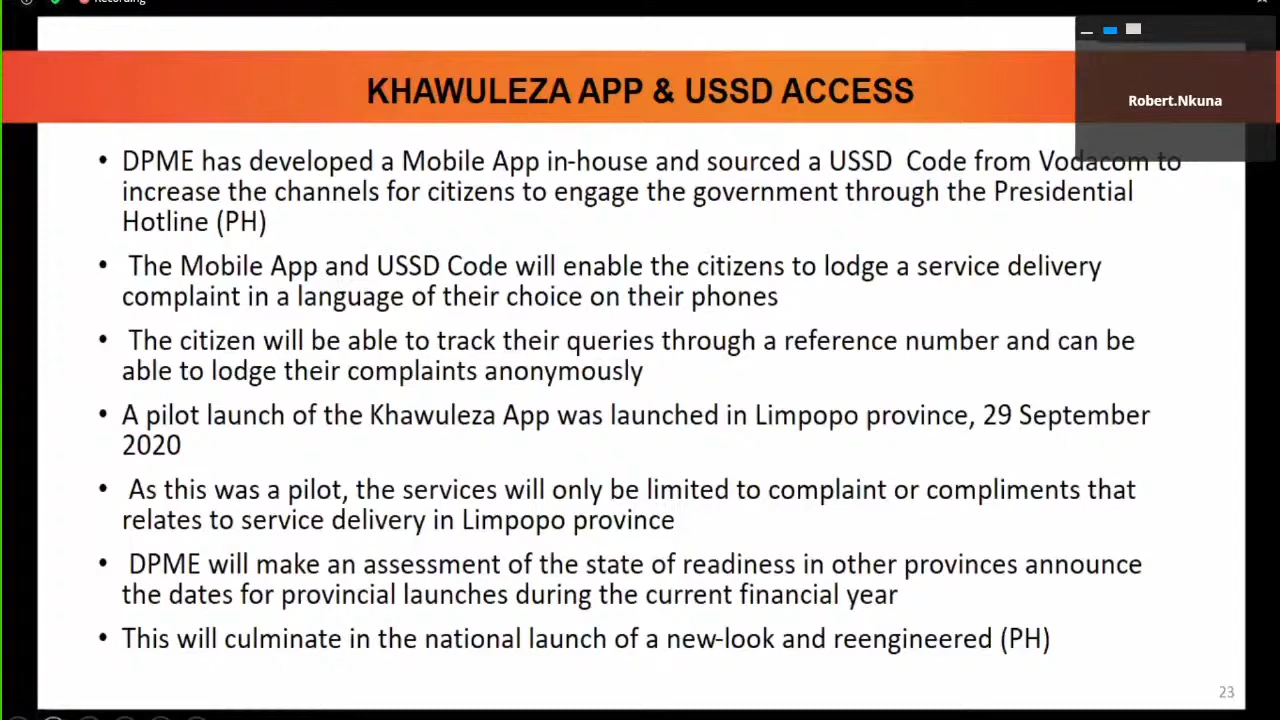 Recording
KHAWULEZA APP & USSD ACCESS
Robert.Nkuna
• DPME has developed a Mobile App in-house and sourced a USSD Code from Vodacom to
increase the channels for citizens to engage the government through the Presidential
Hotline (PH)
• The Mobile App and USSD Code will enable the citizens to lodge a service delivery
complaint in a language of their choice on their phones
• The citizen will be able to track their queries through a reference number and can be
able to lodge their complaints anonymously
• A pilot launch of the Khawuleza App was launched in Limpopo province, 29 September
2020
• As this was a pilot, the services will only be limited to complaint or compliments that
relates to service delivery in Limpopo province
• DPME will make an assessment of the state of readiness in other provinces announce
the dates for provincial launches during the current financial year
• This will culminate in the national launch of a new-look and reengineered (PH)
23